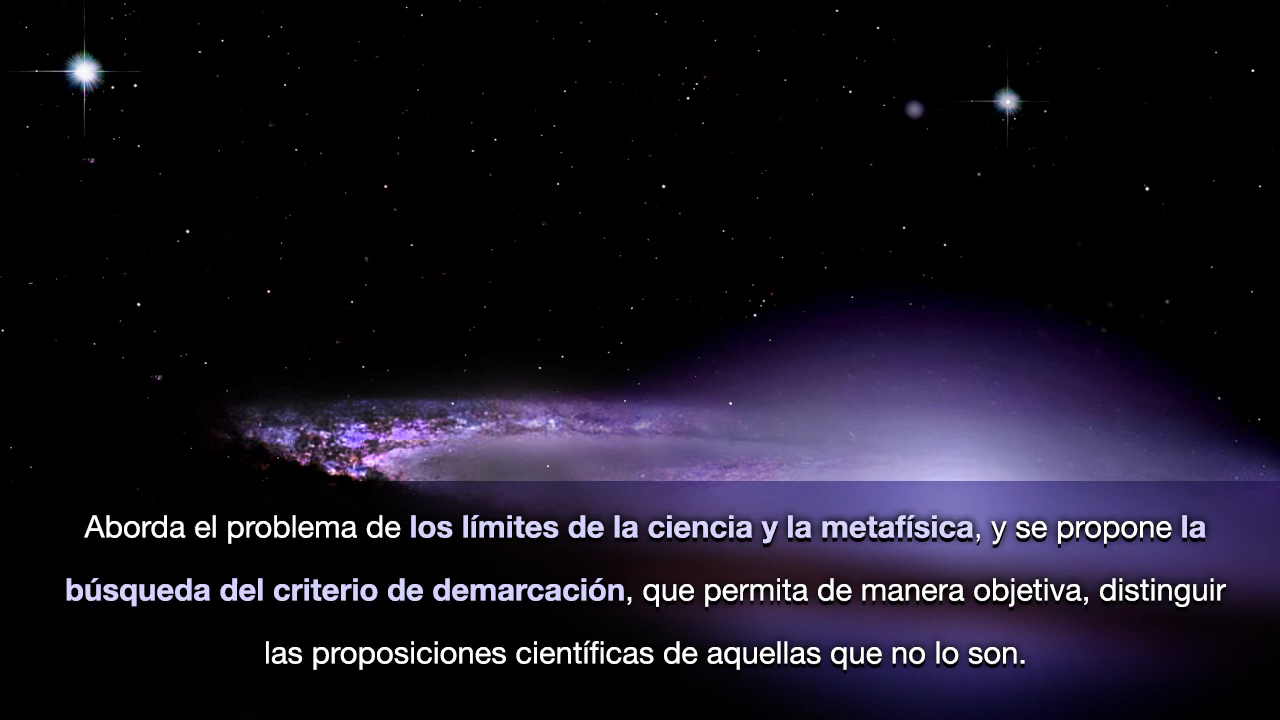 Aborda el problema de los límites de la ciencia y la metafísica, y se propone la
búsqueda del criterio de demarcación, que permita de manera objetiva, distinguir
las proposiciones científicas de aquellas que no lo son.